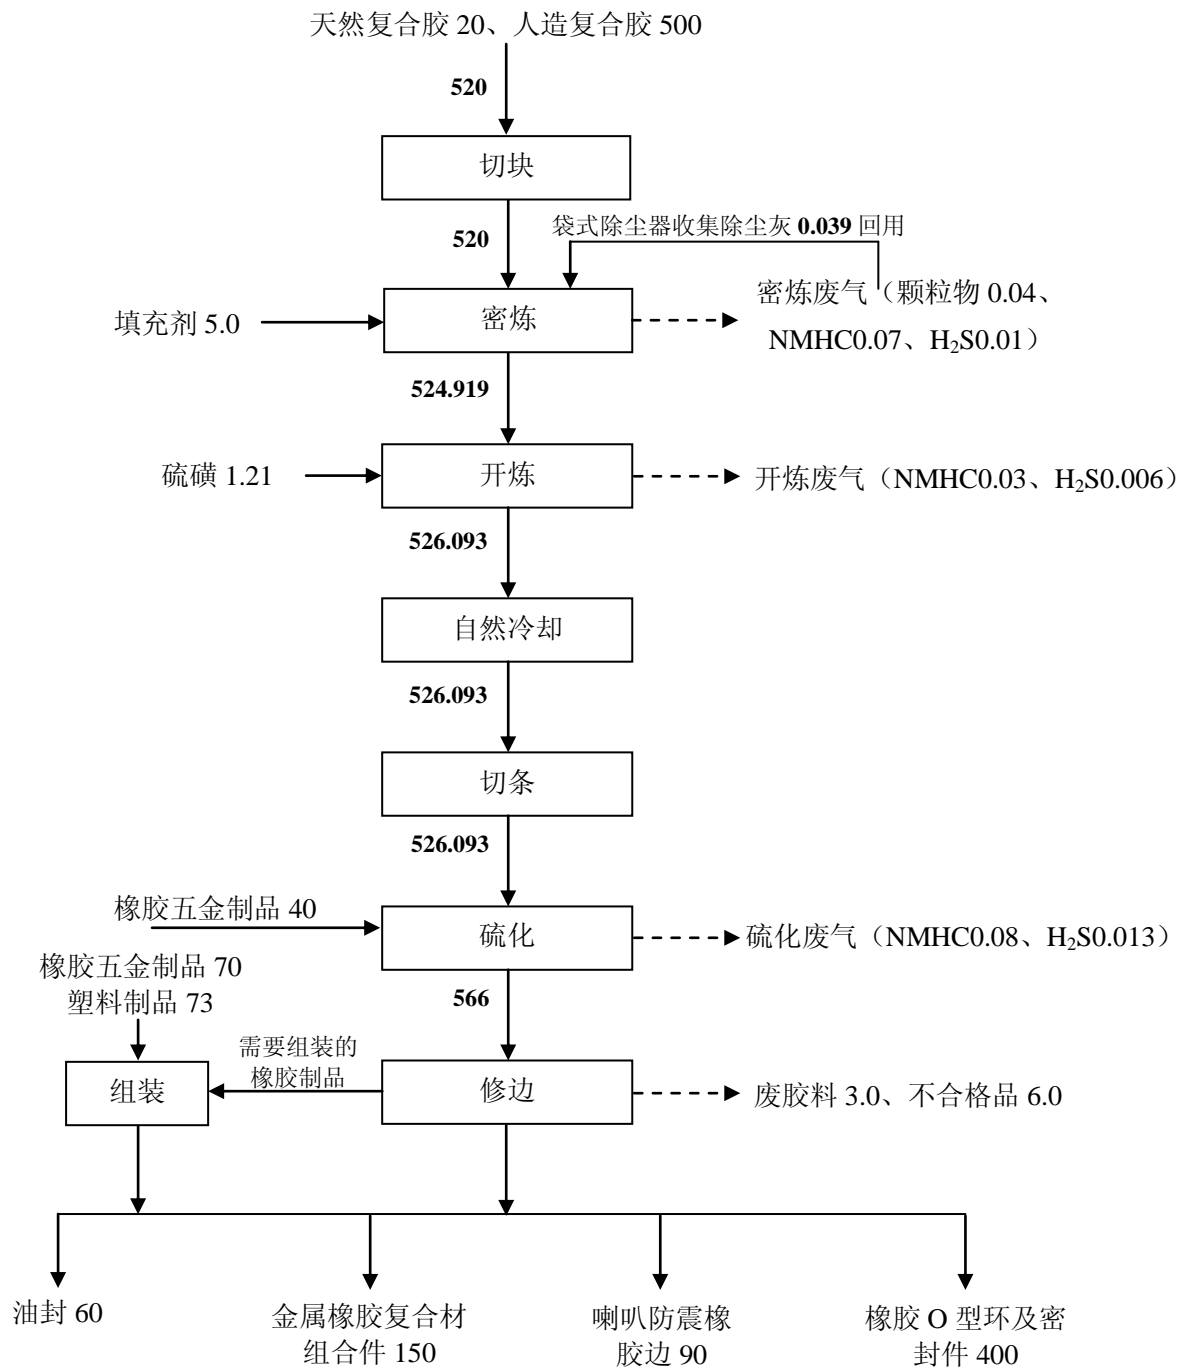 天然复合胶 20、人造复合胶 500
520
切块
袋式除尘器收集除尘灰 0.039 回用
520
密炼废气（颗粒物 0.04、
NMHC0.07、H₂S0.01）
填充剂 5.0
密炼
524.919
硫磺 1.21
开炼
开炼废气（NMHC0.03、H₂S0.006）
526.093
自然冷却
526.093
切条
526.093
橡胶五金制品 40
硫化
硫化废气（NMHC0.08、H₂S0.013）
橡胶五金制品 70
塑料制品 73
566
需要组装的
橡胶制品
组装
修边
废胶料 3.0、不合格品 6.0
油封 60
金属橡胶复合材
组合件 150
喇叭防震橡
胶边 90
橡胶 O 型环及密
封件 400